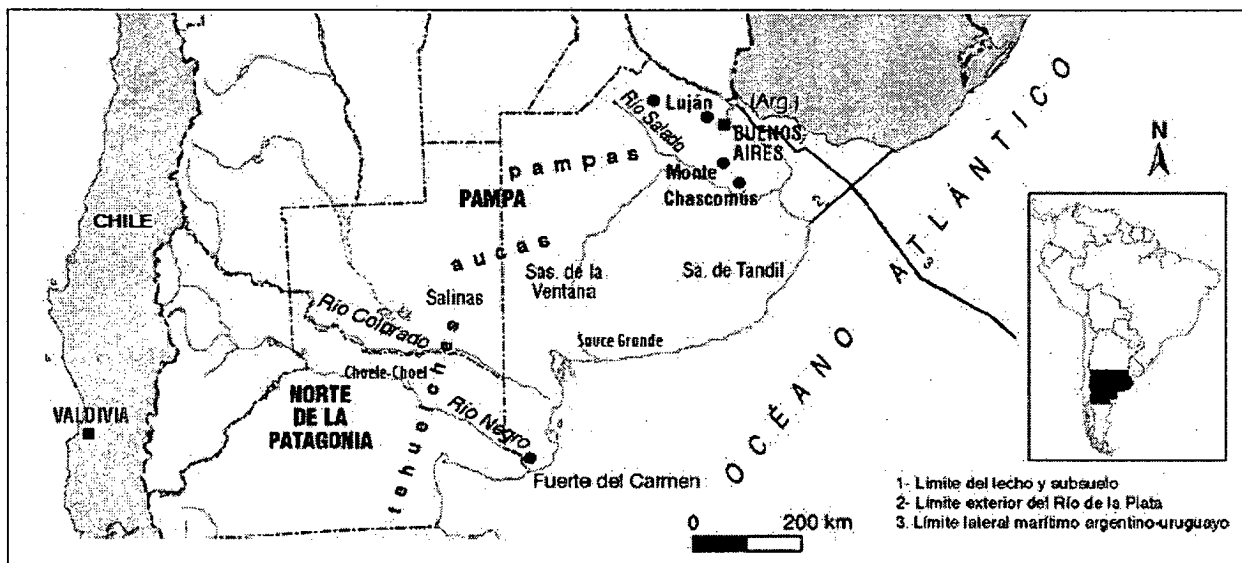 Luján
(Arg.)
Río Salado
BUENOS
AIRES
pampas
Monte
Chascomús
PAMPA
CHILE
aucas
Sas. de la
Ventana
Sa. de Tandil
Salinas
Río Colorado
Sauce Grande
Choele-Choel
tehuelches
NORTE
DE LA
PATAGONIA
Río Negro
VALDIVIA
Fuerte del Carmen
OCÉANO
ATLÁNTICO
2
3
N
0 200 km
1- Límite del lecho y subsuelo
2- Límite exterior del Río de la Plata
3. Límite lateral marítimo argentino-uruguayo